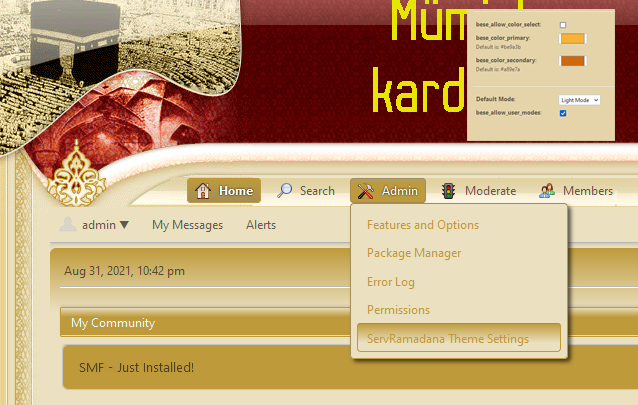 kard
bese_allow_color_select:
bese_color_primary:
Default is: #be9e3b
bese_color_secondary:
Default is: #a89e7a
Default Mode:
Light Mode
bese_allow_user_modes:
Home
Search
Admin
Moderate
Members
admin ▼
My Messages
Alerts
Features and Options
Package Manager
Error Log
Permissions
ServRamadana Theme Settings
Aug 31, 2021, 10:42 pm
My Community
SMF - Just Installed!